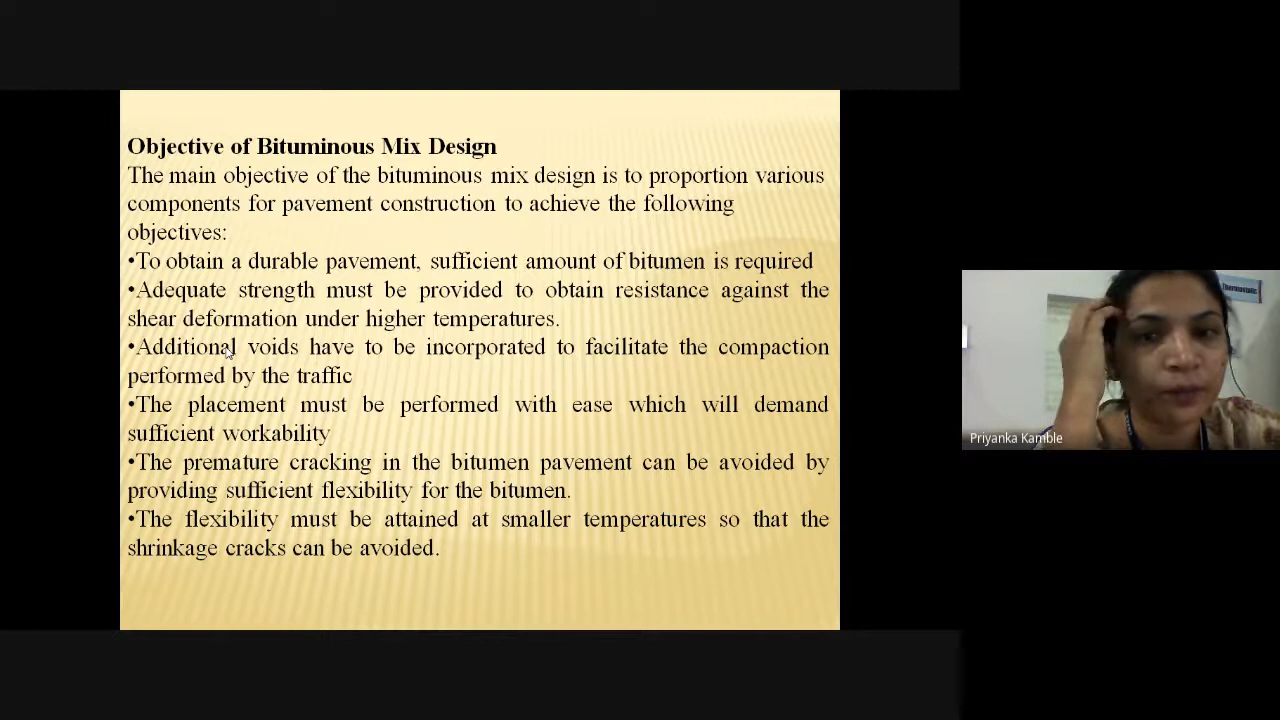 Objective of Bituminous Mix Design
The main objective of the bituminous mix design is to proportion various
components for pavement construction to achieve the following
objectives:
•To obtain a durable pavement, sufficient amount of bitumen is required
•Adequate strength must be provided to obtain resistance against the
shear deformation under higher temperatures.
•Additional voids have to be incorporated to facilitate the compaction
performed by the traffic
•The placement must be performed with ease which will demand
sufficient workability
•The premature cracking in the bitumen pavement can be avoided by
providing sufficient flexibility for the bitumen.
•The flexibility must be attained at smaller temperatures so that the
shrinkage cracks can be avoided.
Priyanka Kamble